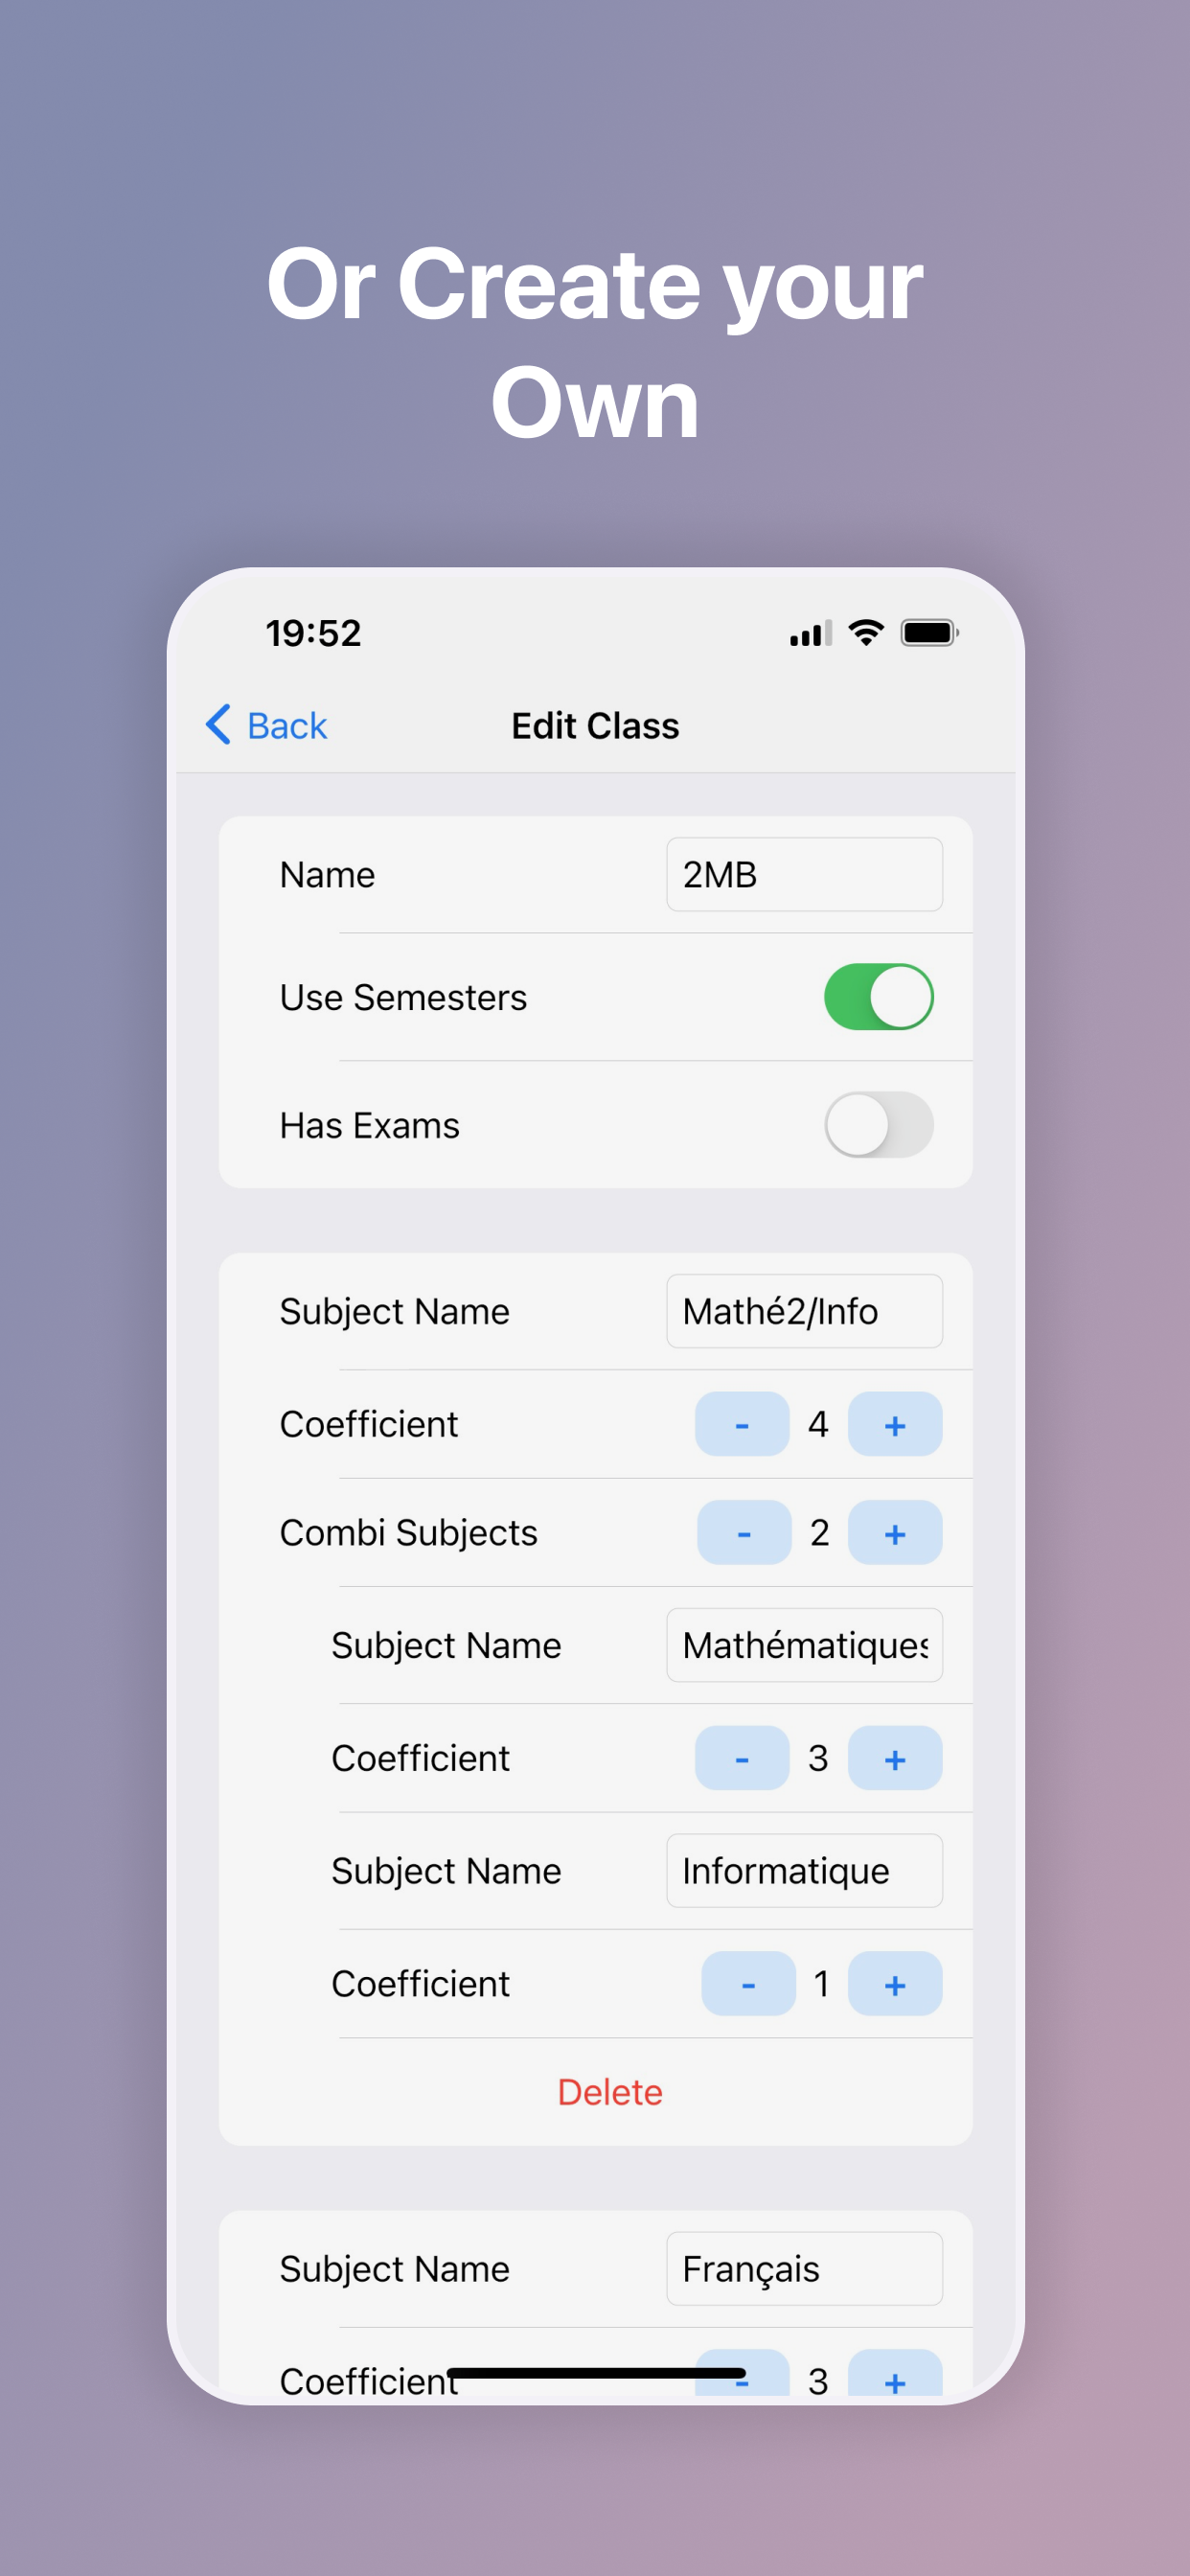 Or Create your
Own
19:52
Back Edit Class
Name 2MB
Use Semesters
Has Exams
Subject Name Mathé2/Info
Coefficient - 4 +
Combi Subjects - 2 +
Subject Name Mathématiques
Coefficient - 3 +
Subject Name Informatique
Coefficient - 1 +
Delete
Subject Name Français
Coefficient - 3 +